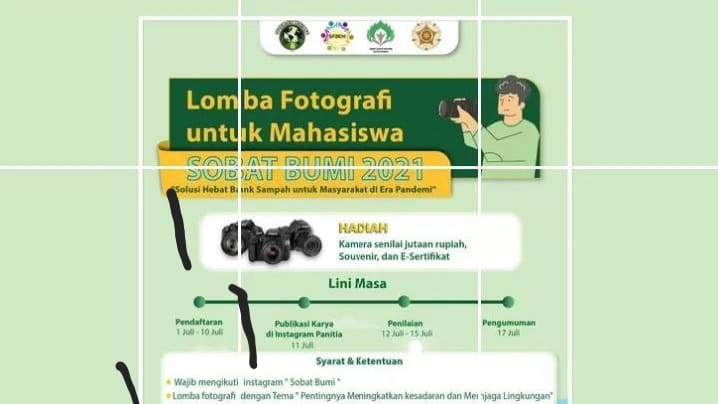 Lomba Fotografi
untuk Mahasiswa
SOBAT BUMI 2021
"Solusi Hebat Bank Sampah untuk Masyarakat di Era Pandemi"
HADIAH
Kamera senilai jutaan rupiah,
Souvenir, dan E-Sertifikat
Lini Masa
Pendaftaran
1 Juli - 10 Juli
Publikasi Karya
di Instagram Panitia
11 Juli
Penilaian
12 Juli - 15 Juli
Pengumuman
17 Juli
Syarat & Ketentuan
Wajib mengikuti instagram " Sobat Bumi "
Lomba fotografi dengan Tema " Pentingnya Meningkatkan kesadaran dan Menjaga Lingkungan"